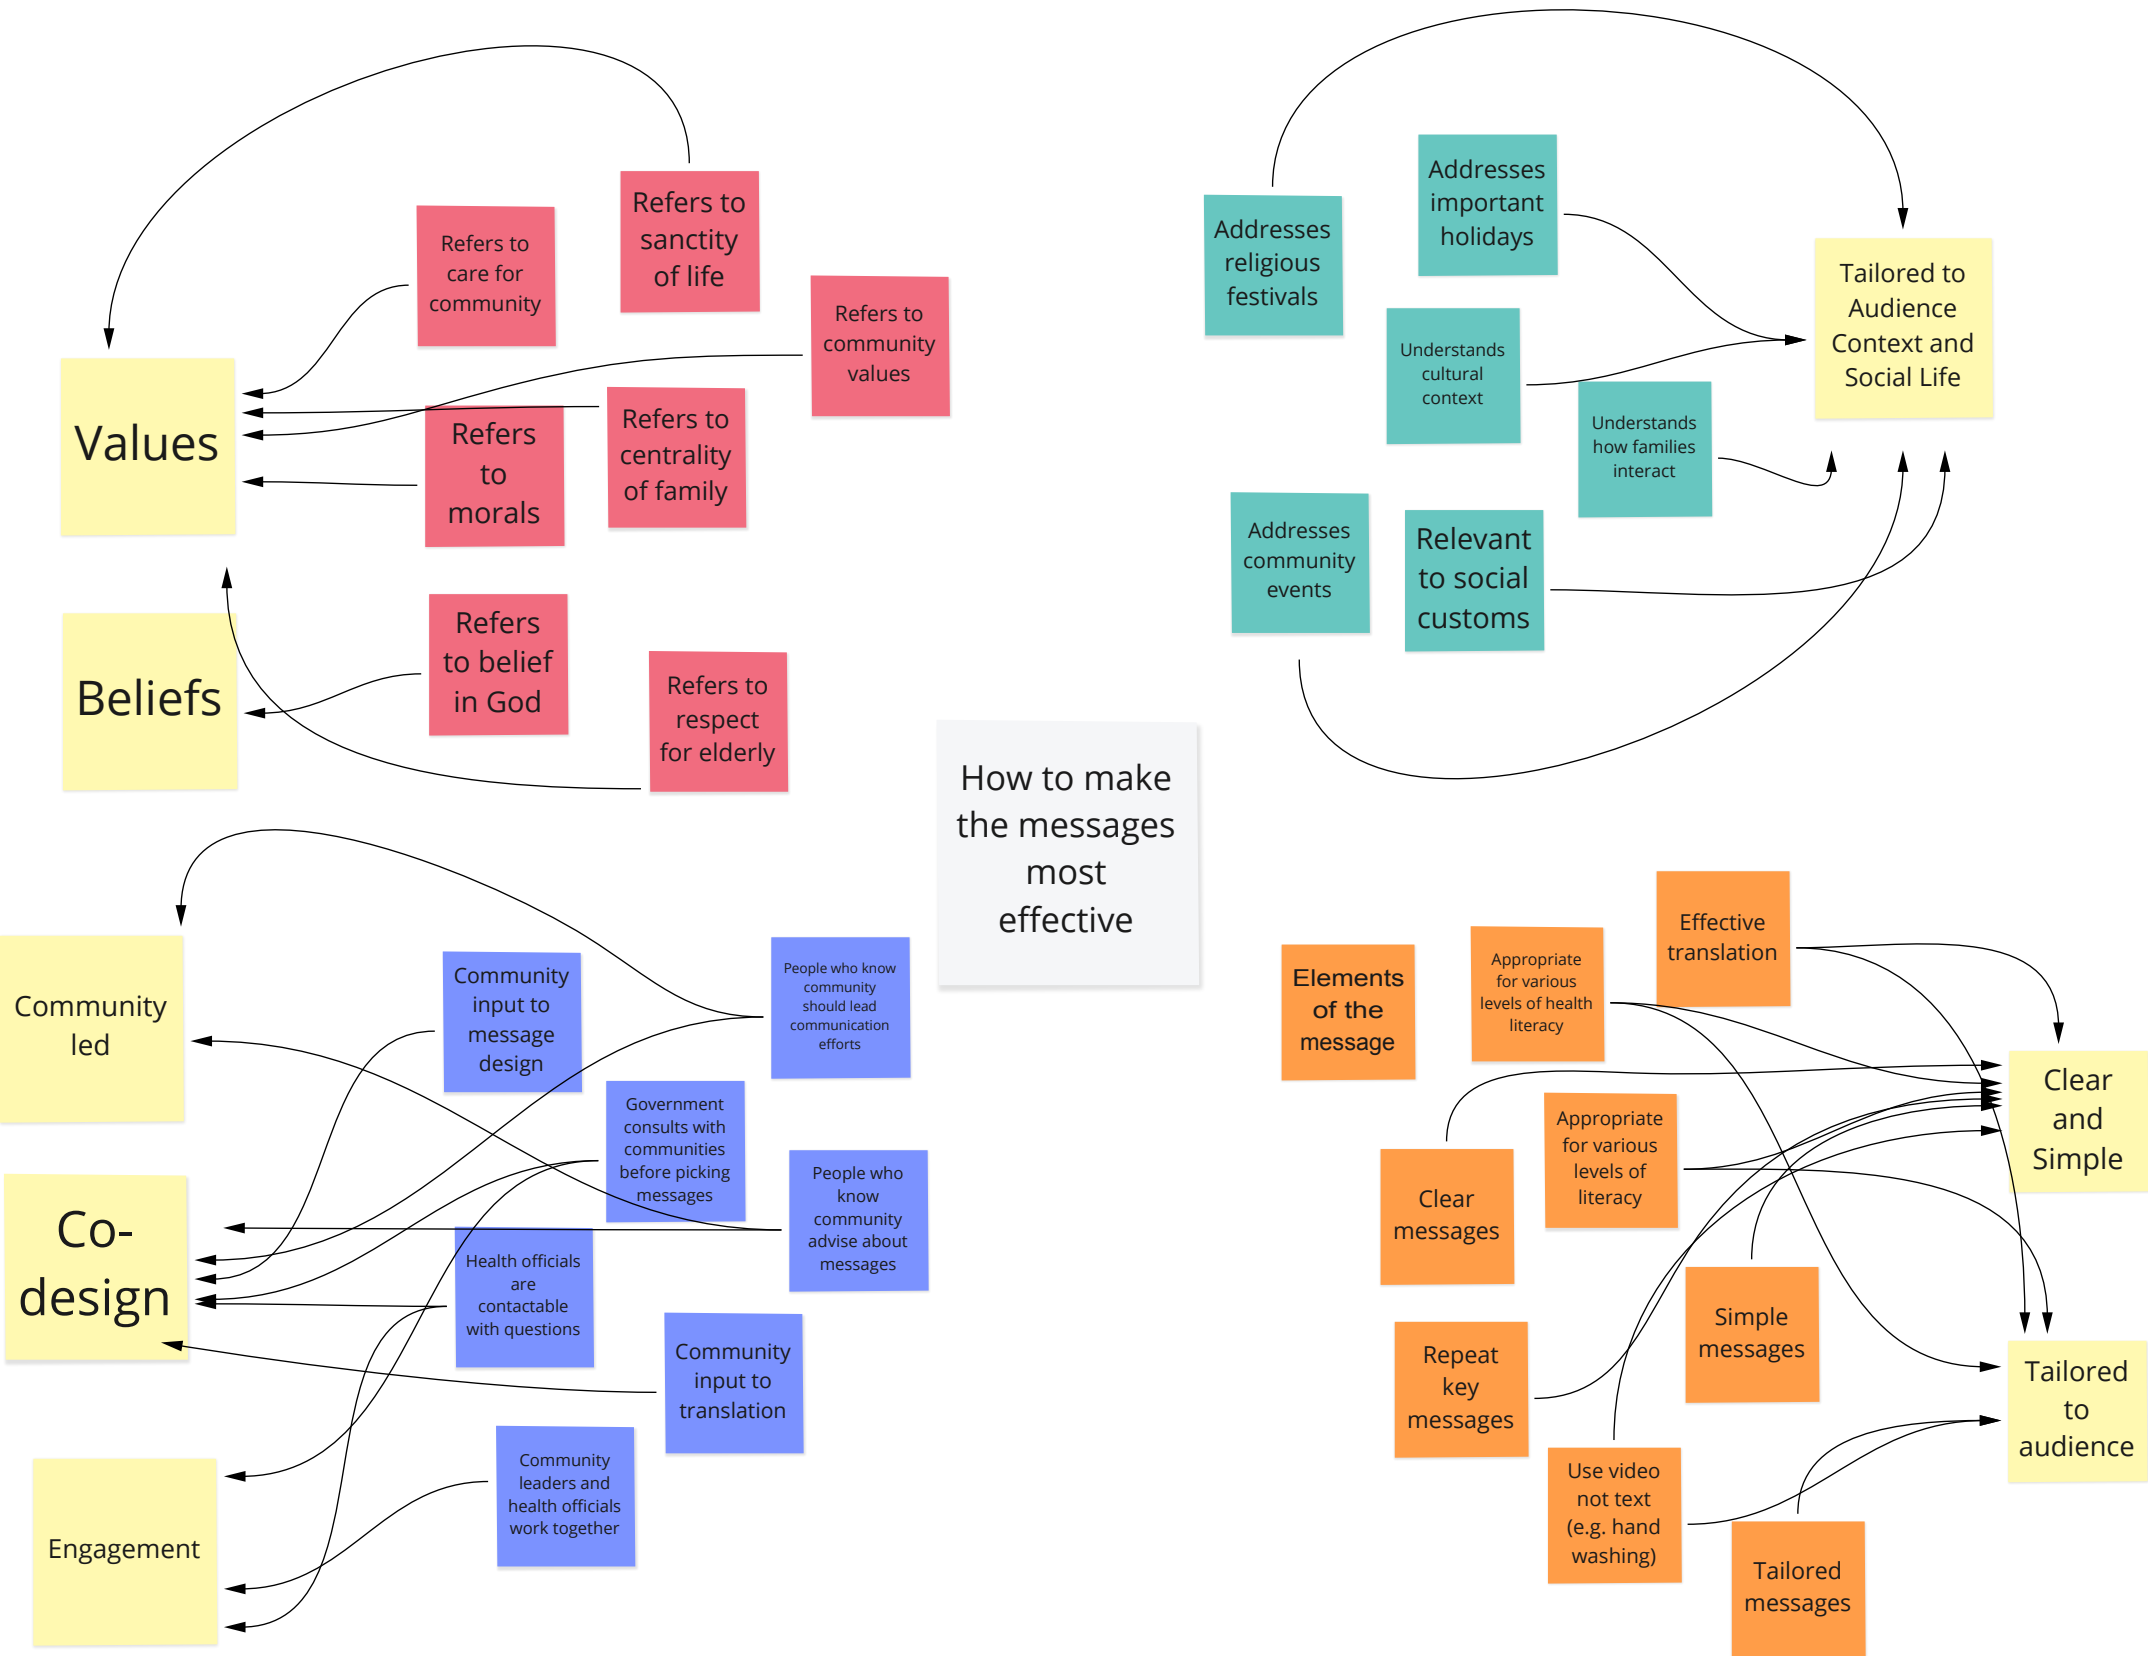 Refers to
sanctity
of life
Refers to
care for
community
Refers to
community
values
Values
Refers to
centrality
of family
Refers
to
morals
Beliefs
Refers
to belief
in God
Refers to
respect
for elderly
Addresses
religious
festivals
Addresses
important
holidays
Tailored to
Audience
Context and
Social Life
Understands
cultural
context
Understands
how families
interact
Addresses
community
events
Relevant
to social
customs
How to make
the messages
most
effective
Community
led
Community
input to
message
design
People who know
community
should lead
communication
efforts
Government
consults with
communities
before picking
messages
People who
know
community
advise about
messages
Co-
design
Health officials
are
contactable
with questions
Community
input to
translation
Engagement
Community
leaders and
health officials
work together
Elements
of the
message
Appropriate
for various
levels of health
literacy
Effective
translation
Clear
and
Simple
Clear
messages
Appropriate
for various
levels of
literacy
Simple
messages
Repeat
key
messages
Tailored
to
audience
Use video
not text
(e.g. hand
washing)
Tailored
messages